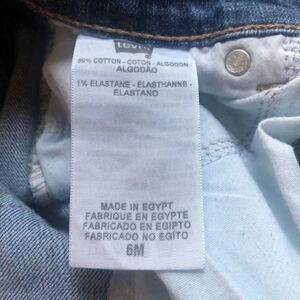 Levi's
99% COTTON - COTON - ALGODON
ALGODÃO
1% ELASTANE - ELASTHANNE -
ELASTANO
MADE IN EGYPT
FABRIQUE EN EGYPTE
FABRICADO EN EGIPTO
FABRICADO NO EGITO
6M